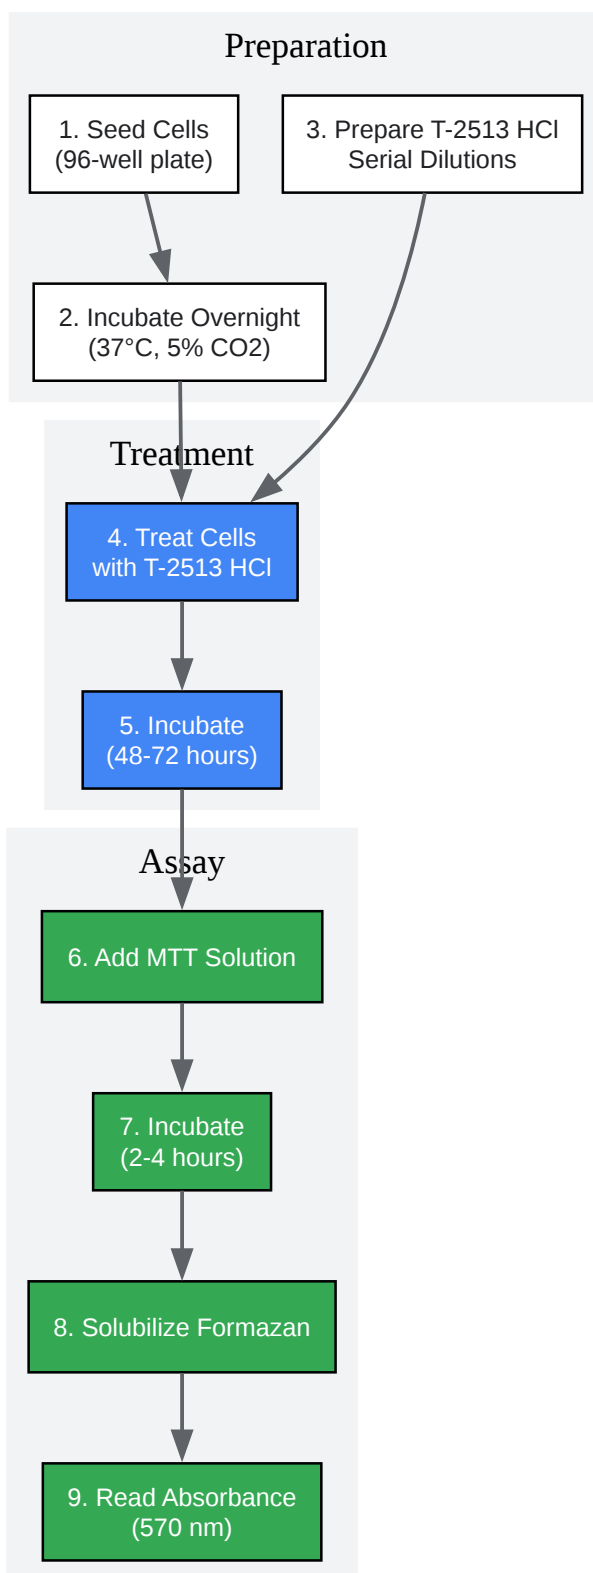 Preparation
1. Seed Cells
(96-well plate)
3. Prepare T-2513 HCl
Serial Dilutions
2. Incubate Overnight
(37°C, 5% CO2)
Treatment
4. Treat Cells
with T-2513 HCl
5. Incubate
(48-72 hours)
Assay
6. Add MTT Solution
7. Incubate
(2-4 hours)
8. Solubilize Formazan
9. Read Absorbance
(570 nm)